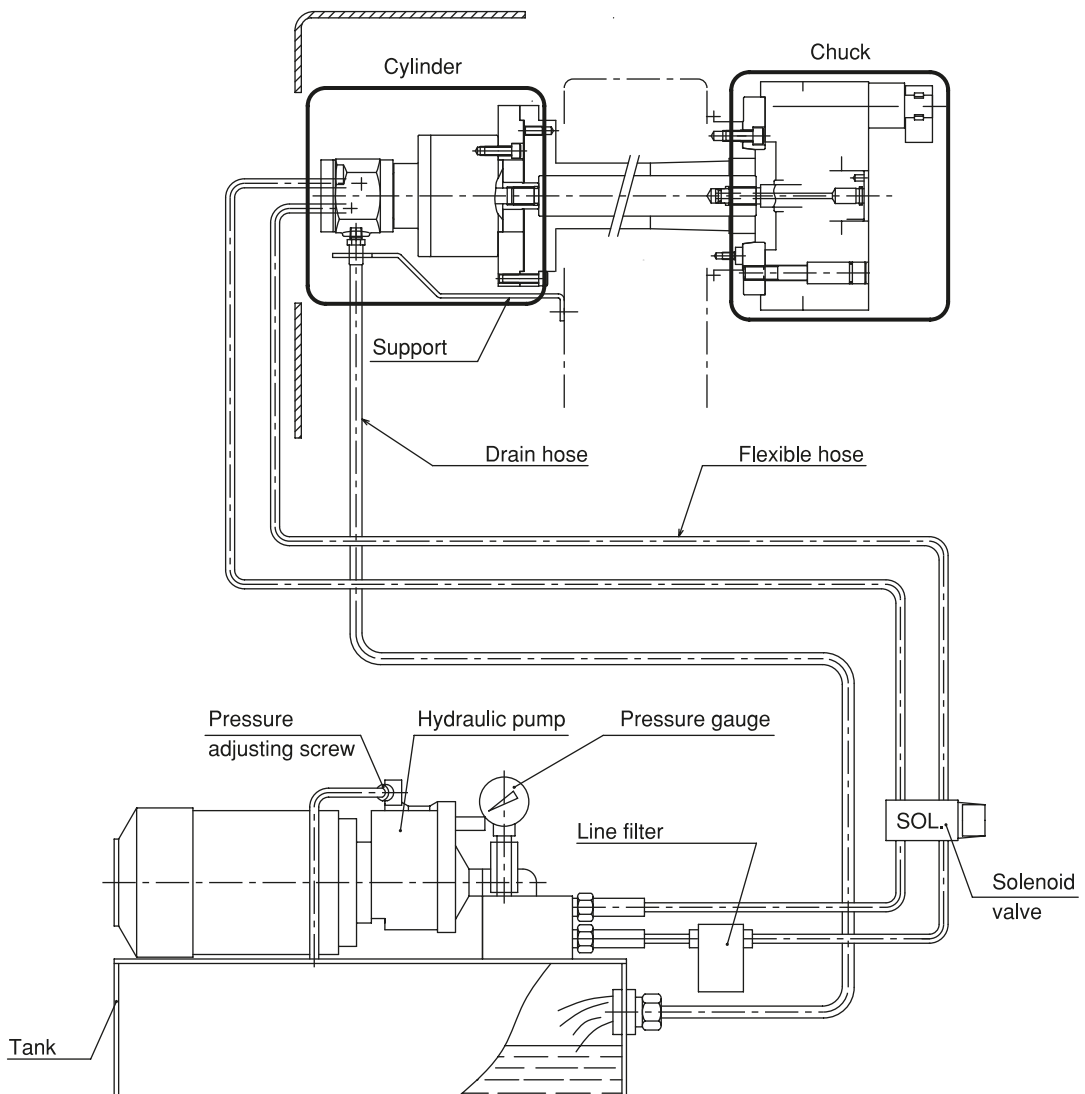 Cylinder
Chuck
Support
Drain hose
Flexible hose
Pressure
adjusting screw
Hydraulic pump
Pressure gauge
Line filter
SOL.
Solenoid
valve
Tank